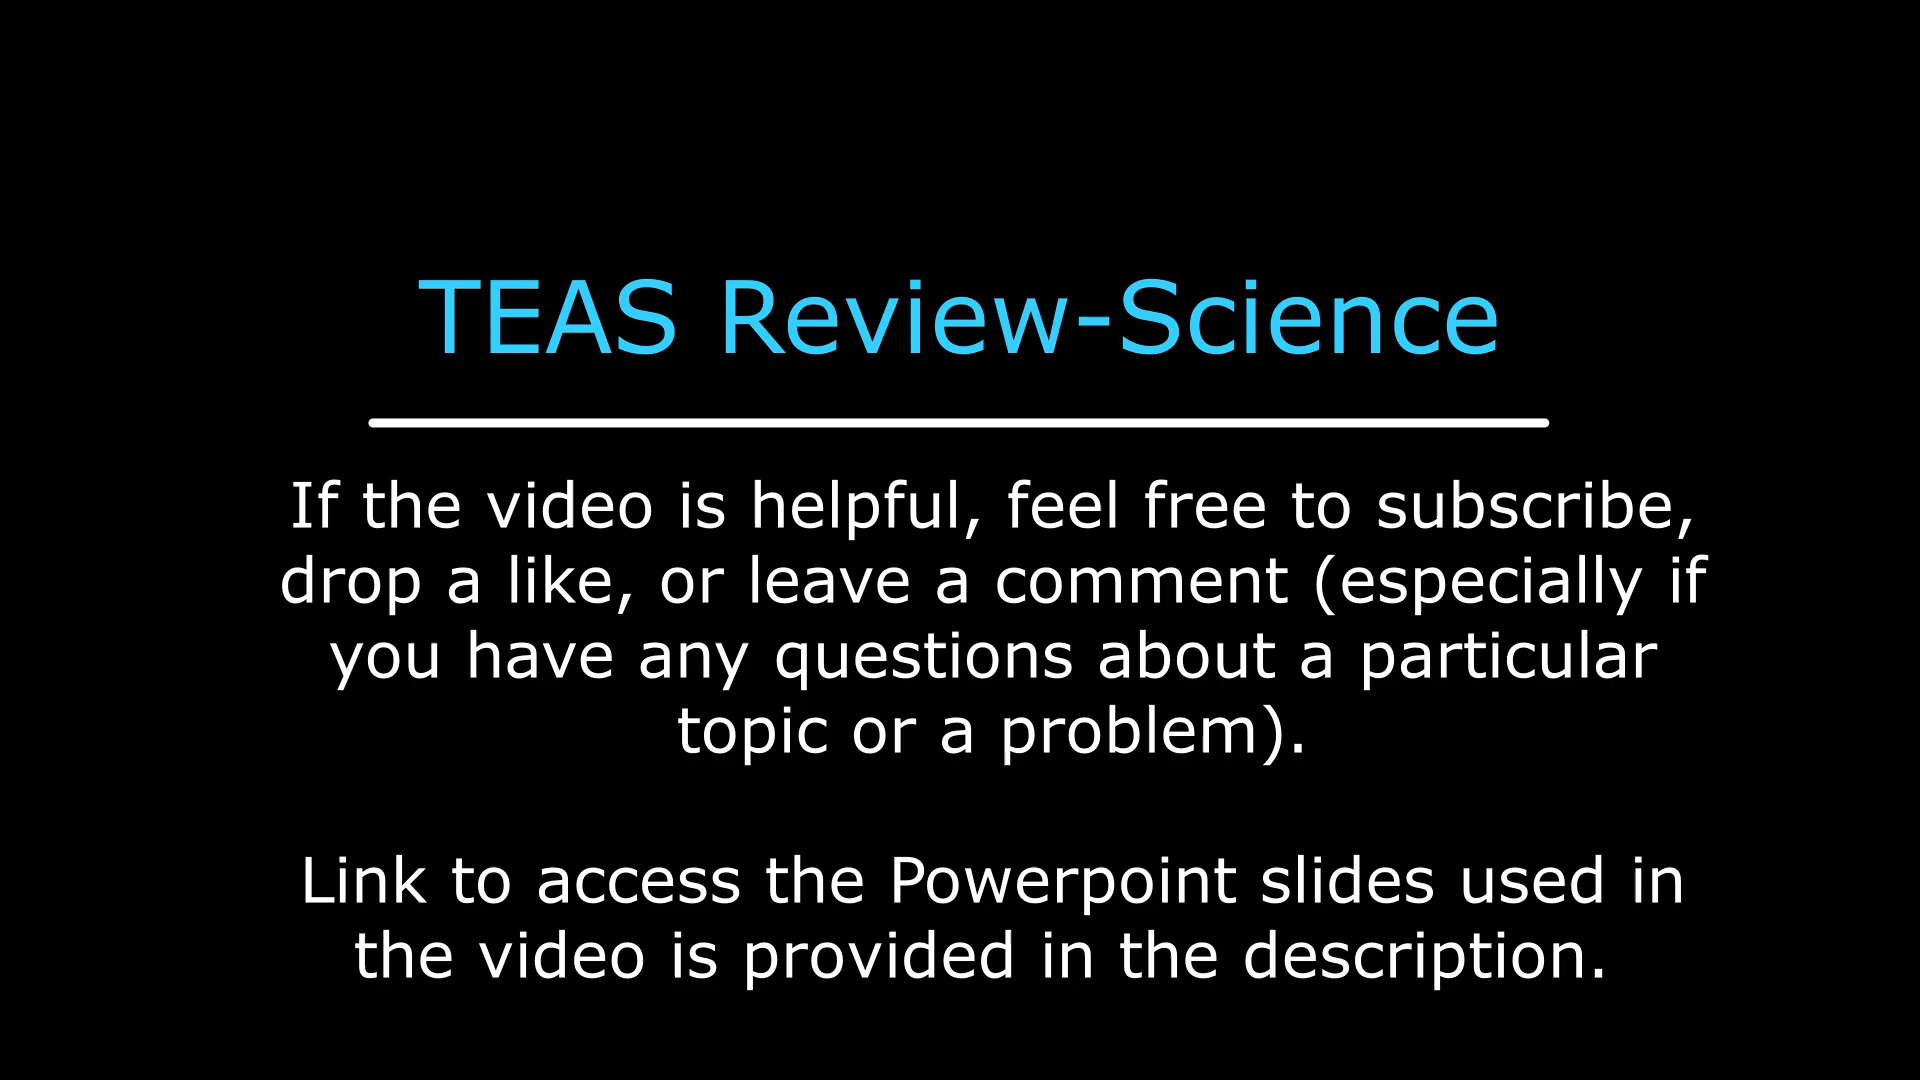 TEAS Review-Science
If the video is helpful, feel free to subscribe,
drop a like, or leave a comment (especially if
you have any questions about a particular
topic or a problem).
Link to access the Powerpoint slides used in
the video is provided in the description.